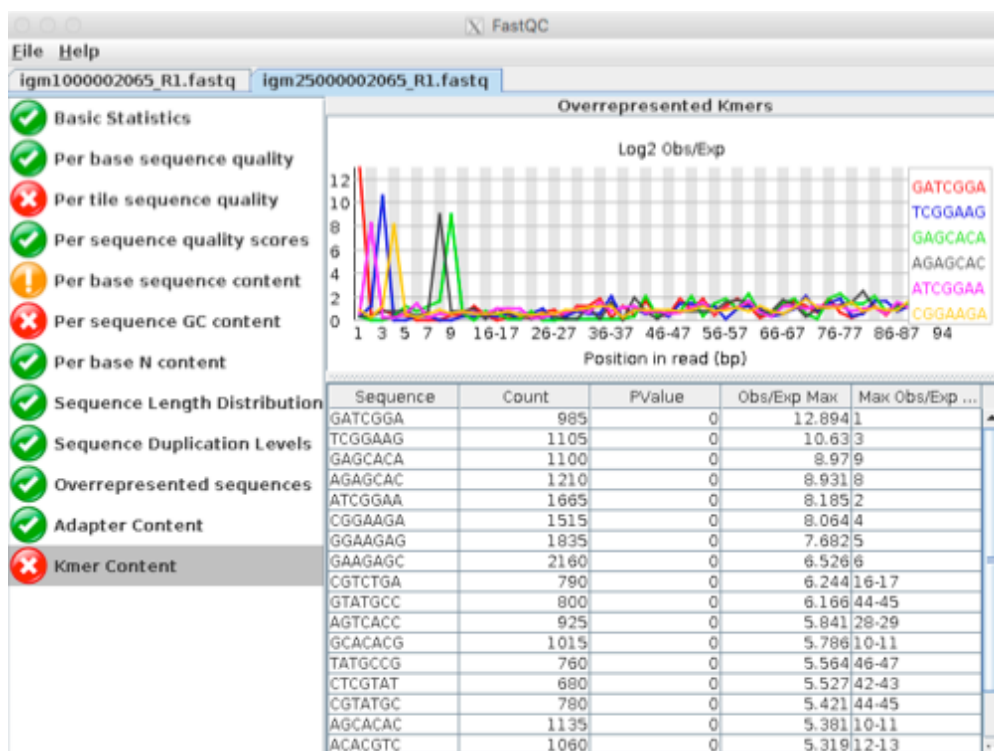 FastQC
File Help
igm1000002065_R1.fastq igm25000002065_R1.fastq
Basic Statistics
Per base sequence quality
Per tile sequence quality
Per sequence quality scores
Per base sequence content
Per sequence GC content
Per base N content
Sequence Length Distribution
Sequence Duplication Levels
Overrepresented sequences
Adapter Content
Kmer Content
Overrepresented Kmers
Log2 Obs/Exp
12
10
8
6
4
2
0
GATCGGA
TCGGAAG
GAGCACA
AGAGCAC
ATCGGAA
CGGAAGA
1 3 5 7 9 16-17 26-27 36-37 46-47 56-57 66-67 76-77 86-87 94
Position in read (bp)
Sequence Count PValue Obs/Exp Max Max Obs/Exp ...
GATCGGA 985 0 12.894 1
TCGGAAG 1105 0 10.63 3
GAGCACA 1100 0 8.97 9
AGAGCAC 1210 0 8.931 8
ATCGGAA 1665 0 8.185 2
CGGAAGA 1515 0 8.064 4
GGAAGAG 1835 0 7.682 5
GAAGAGC 2160 0 6.526 6
CGTCTGA 790 0 6.244 16-17
GTATGCC 800 0 6.166 44-45
AGTCACC 925 0 5.841 28-29
GCACACG 1015 0 5.786 10-11
TATGCCG 760 0 5.564 46-47
CTCGTAT 680 0 5.527 42-43
CGTATGC 780 0 5.421 44-45
AGCACAC 1135 0 5.381 10-11
ACACGTC 1060 0 5.319 12-13